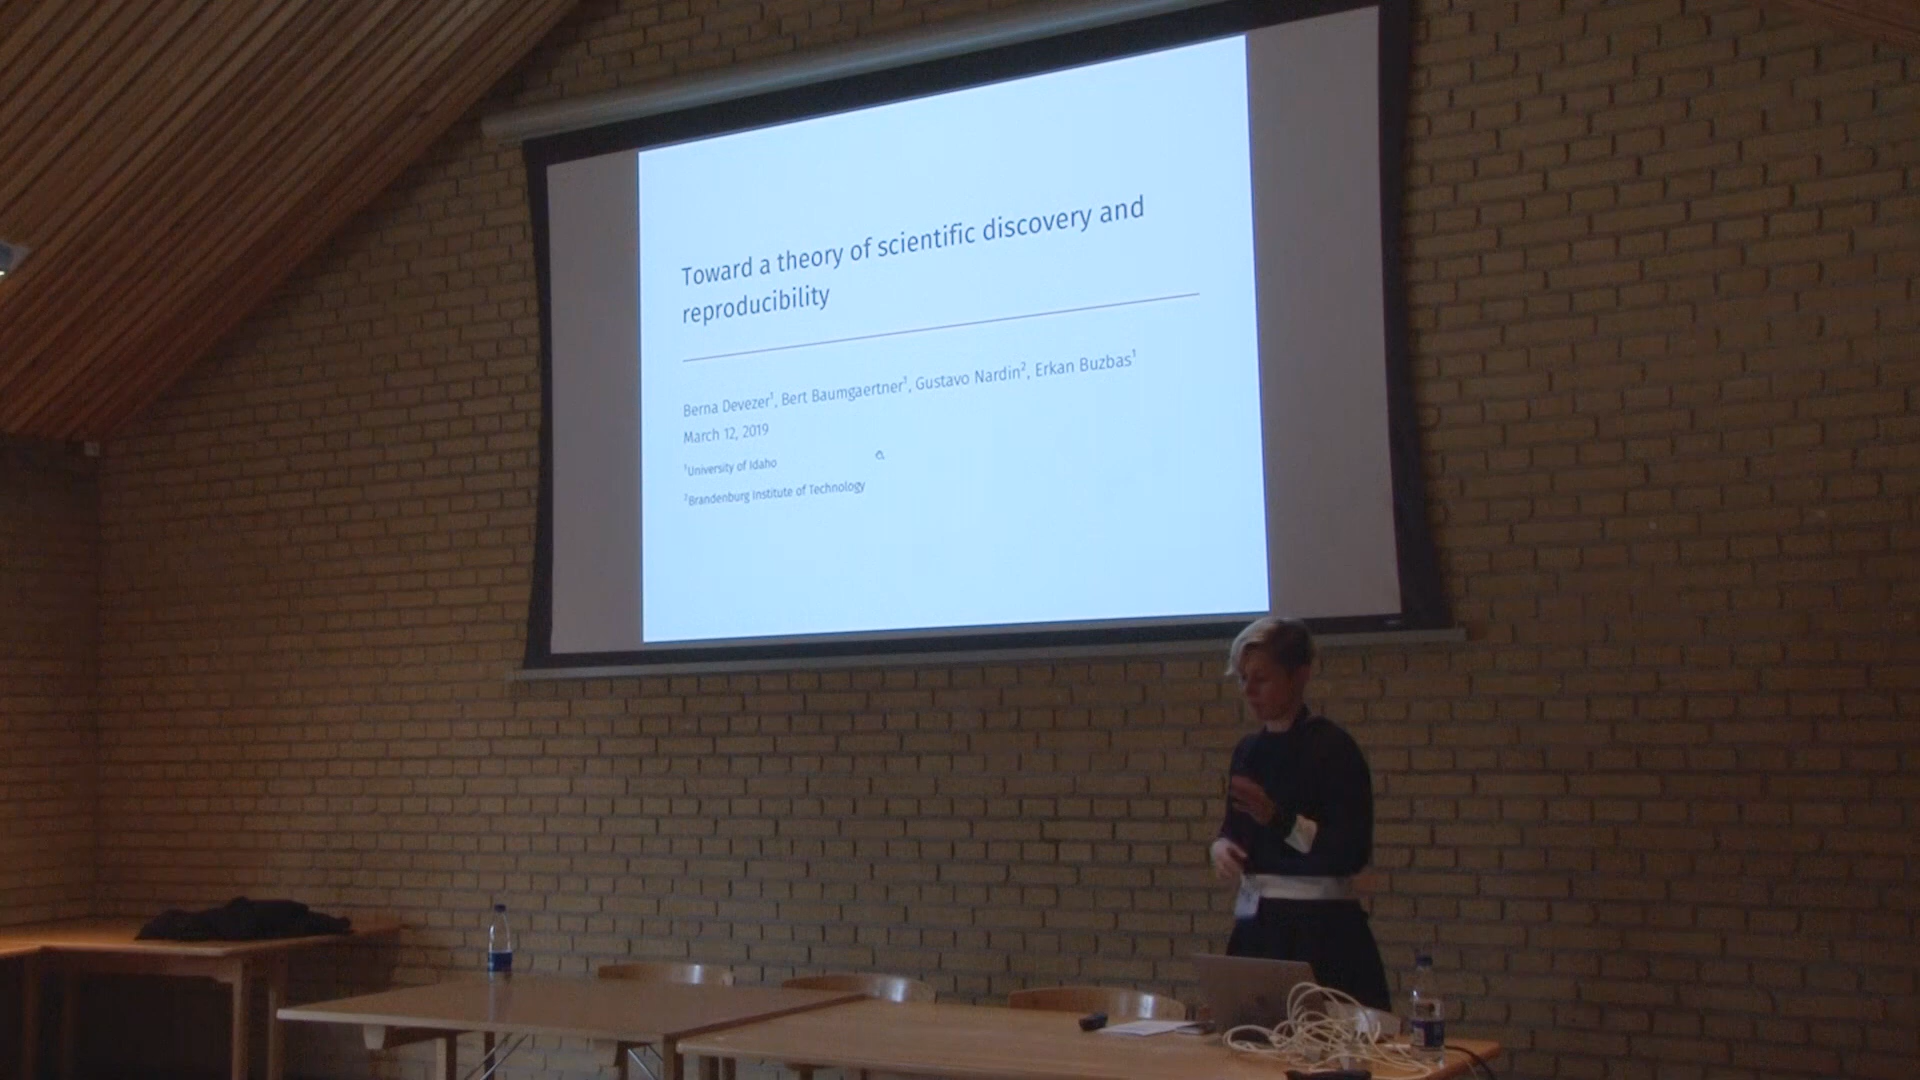 Toward a theory of scientific discovery and
reproducibility
Berna Devezer¹, Bert Baumgaertner¹, Gustavo Nardin², Erkan Buzbas¹
March 12, 2019
¹University of Idaho
²Brandenburg Institute of Technology